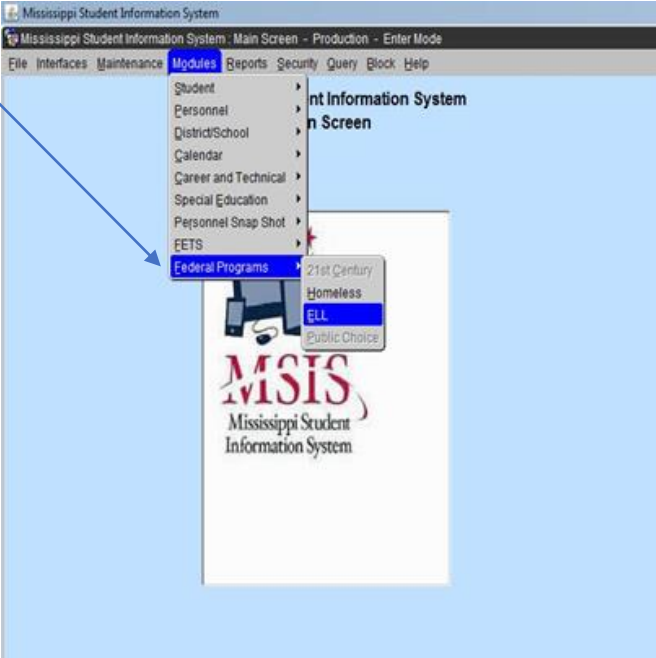 Mississippi Student Information System
Mississippi Student Information System : Main Screen - Production - Enter Mode
File Interfaces Maintenance Modules Reports Security Query Block Help
nt Information System
n Screen
Student
Personnel
District/School
Calendar
Career and Technical
Special Education
Personnel Snap Shot
FETS
Federal Programs
21st Century
Homeless
ELL
Public Choice
MSIS
Mississippi Student
Information System